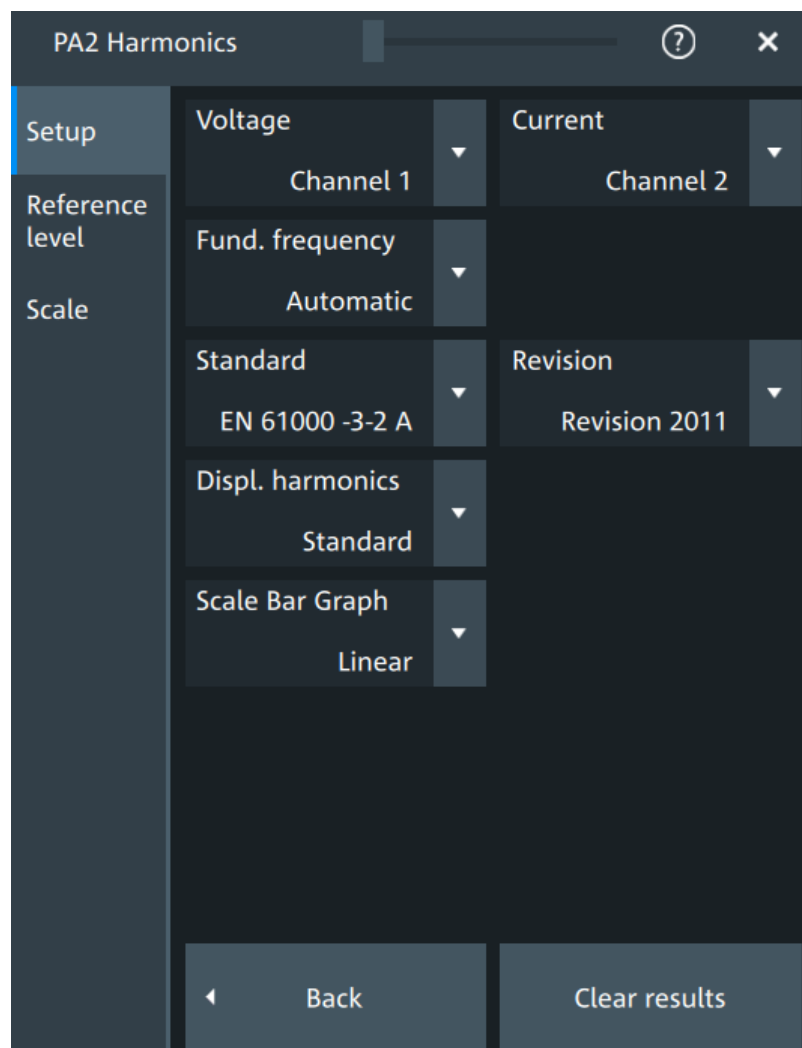 PA2 Harmonics
?
Setup
Reference
level
Scale
Voltage
Channel 1
Current
Channel 2
Fund. frequency
Automatic
Standard
EN 61000 -3-2 A
Revision
Revision 2011
Displ. harmonics
Standard
Scale Bar Graph
Linear
Back
Clear results